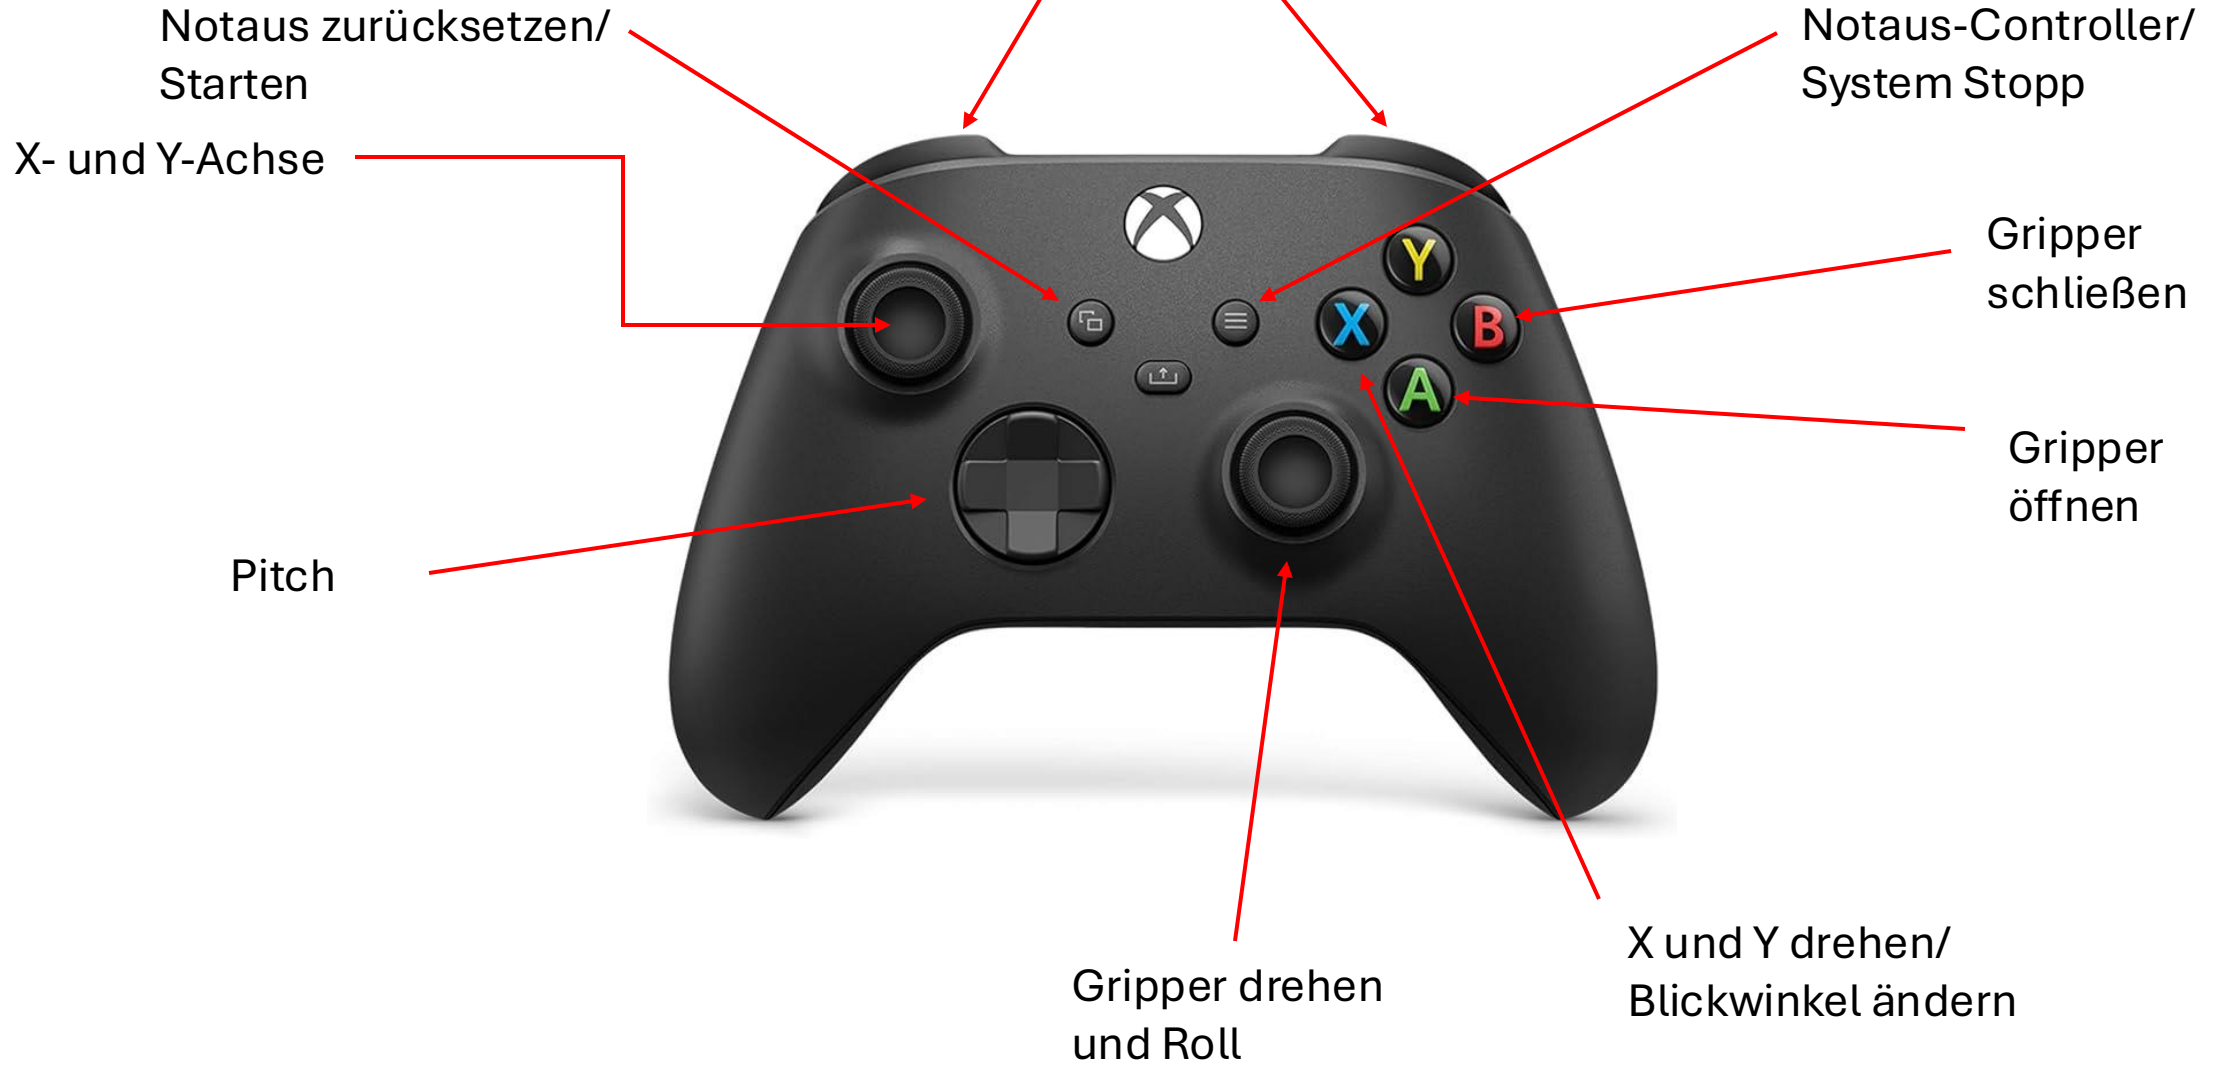 Notaus zurücksetzen/
Starten
Notaus-Controller/
System Stopp
X- und Y-Achse
Gripper
schließen
Y
X
B
A
Gripper
öffnen
Pitch
X und Y drehen/
Blickwinkel ändern
Gripper drehen
und Roll